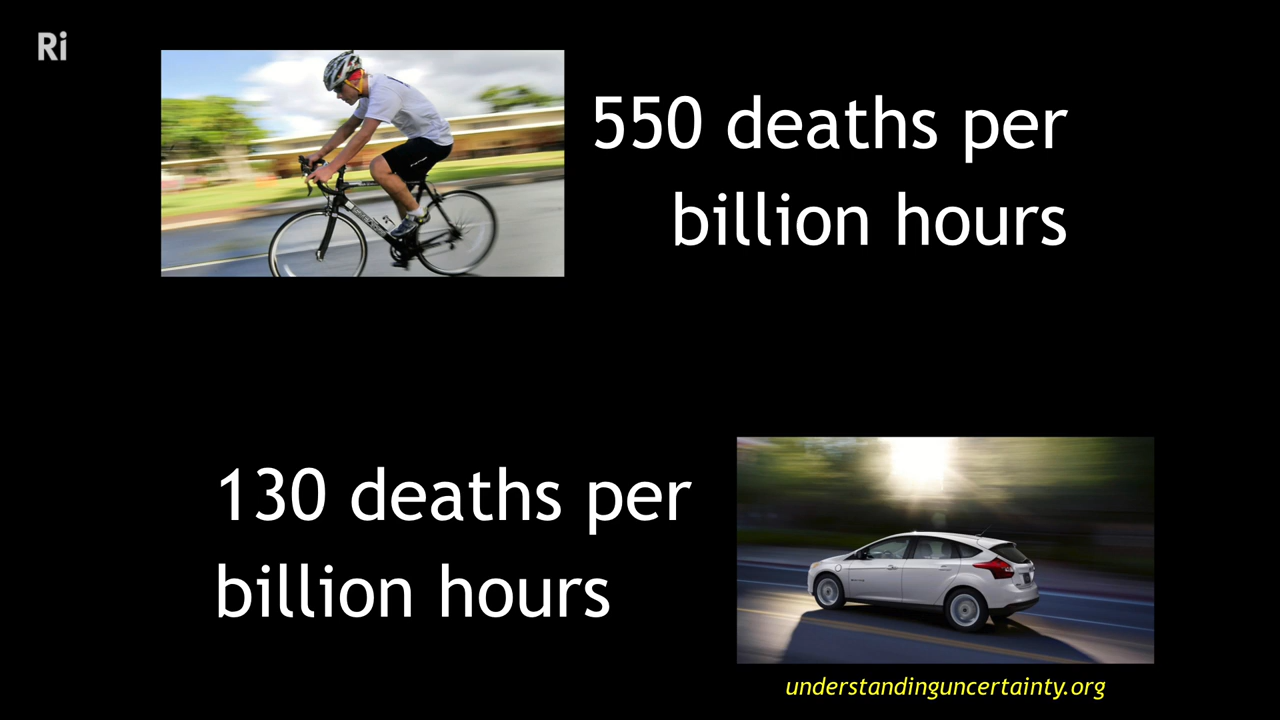 Ri
550 deaths per
billion hours
130 deaths per
billion hours
understandinguncertainty.org